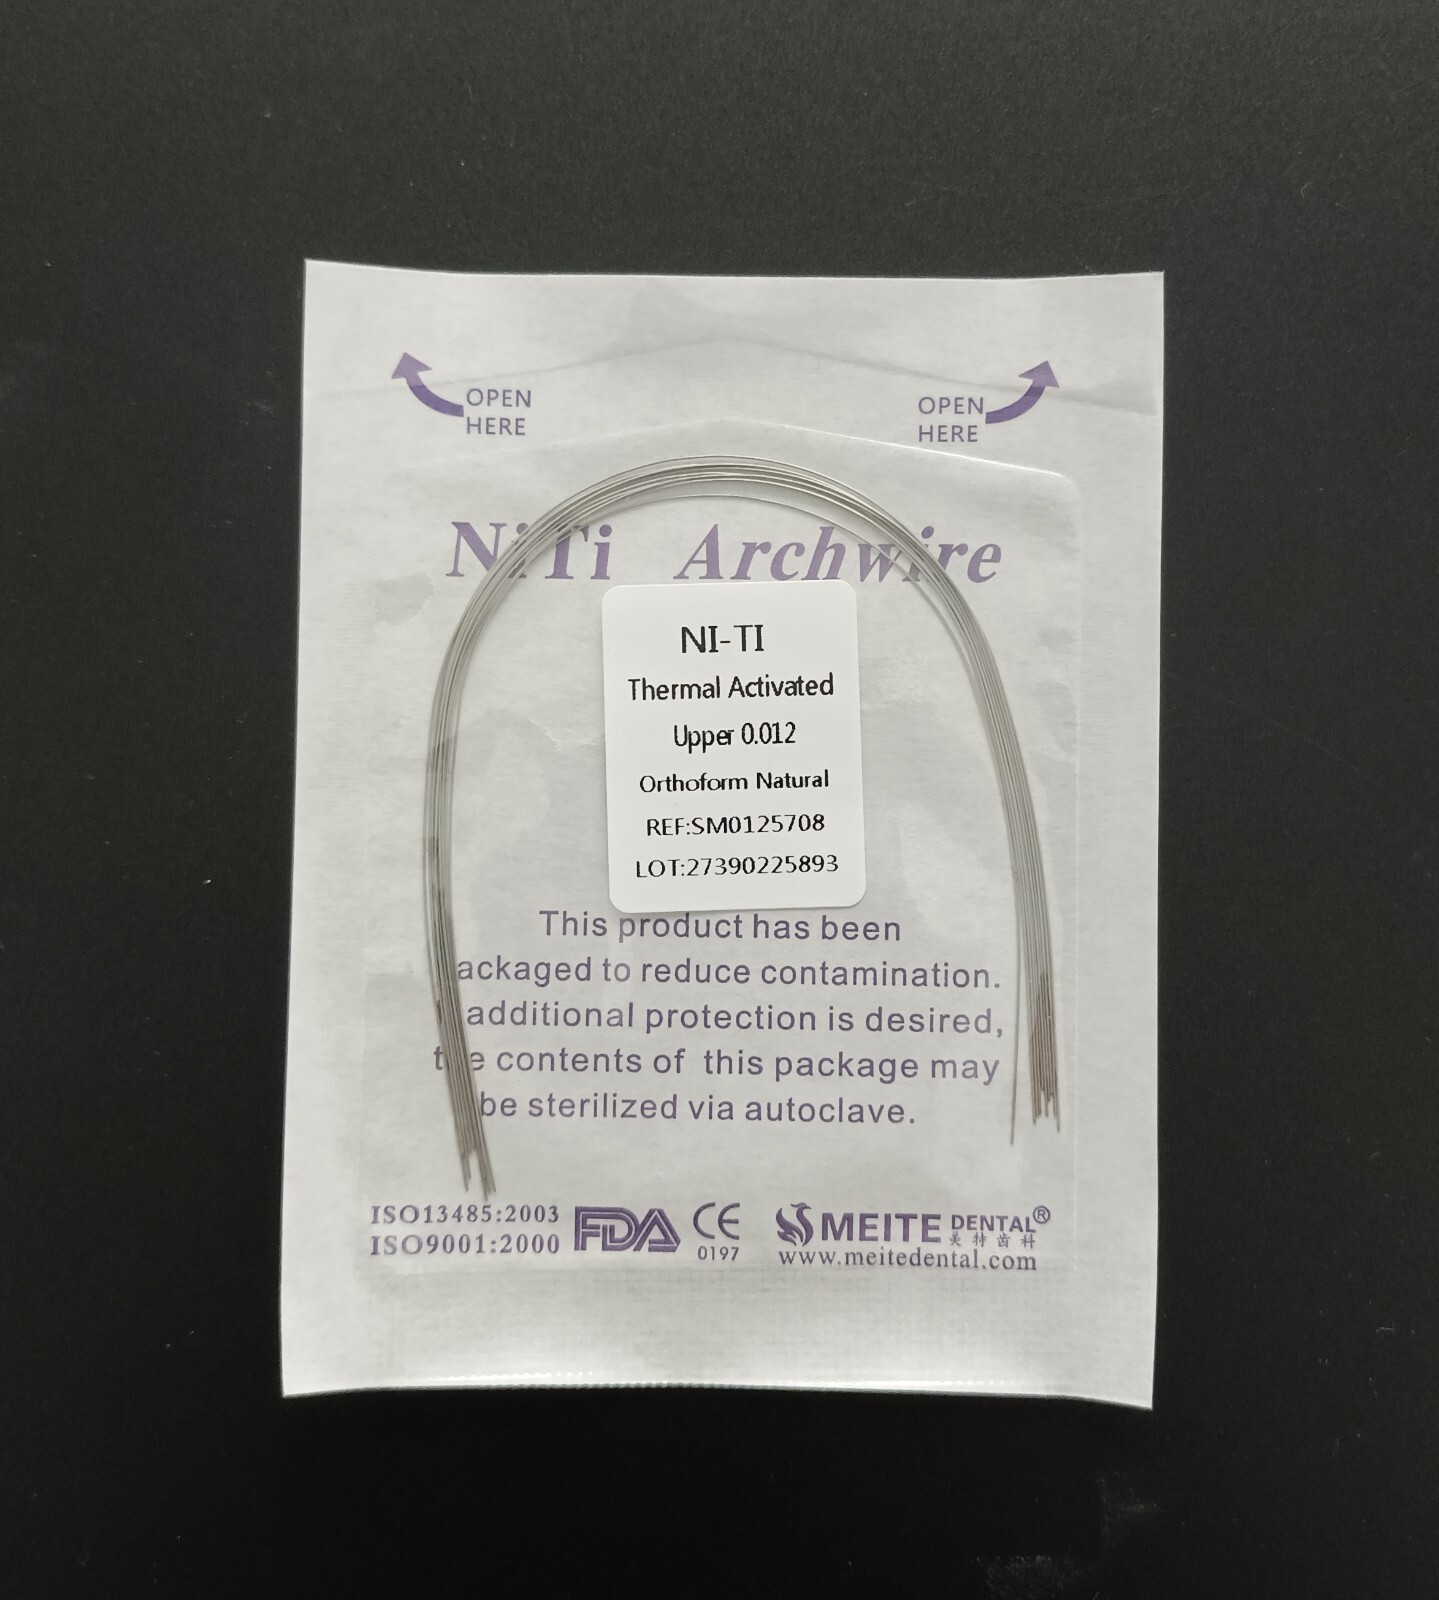 OPEN HERE
OPEN HERE
NiTi Archwire
NI-TI
Thermal Activated
Upper 0.012
Orthoform Natural
REF:SM0125708
LOT:27390225893
This product has been
packaged to reduce contamination.
additional protection is desired,
the contents of this package may
be sterilized via autoclave.
ISO13485:2003
ISO9001:2000
FDA
CE
0197
MEITE DENTAL®
美特齿科
www.meitedental.com